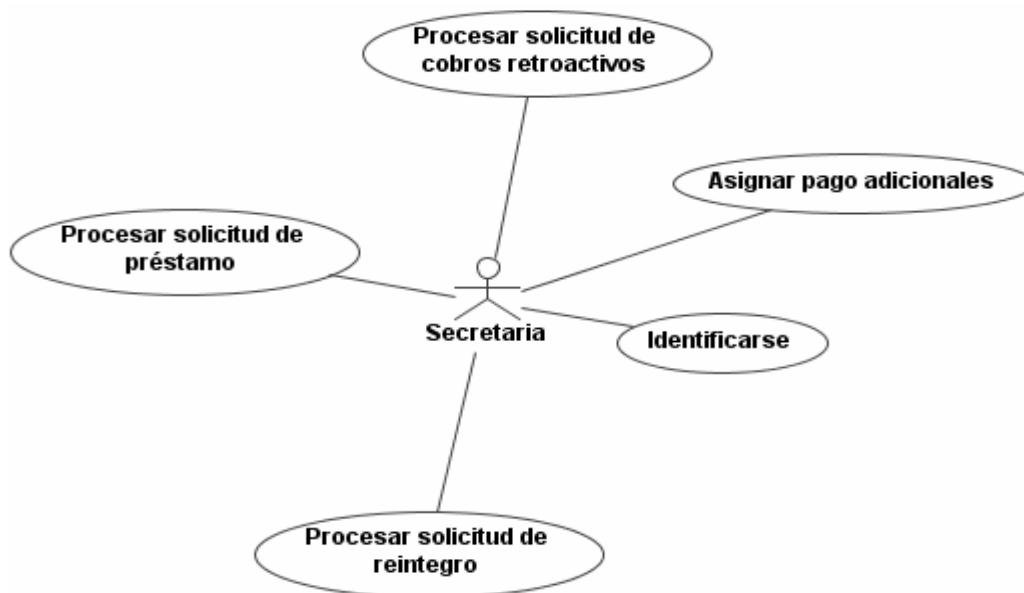 Procesar solicitud de
cobros retroactivos
Asignar pago adicionales
Procesar solicitud de
préstamo
Secretaria
Identificarse
Procesar solicitud de
reintegro